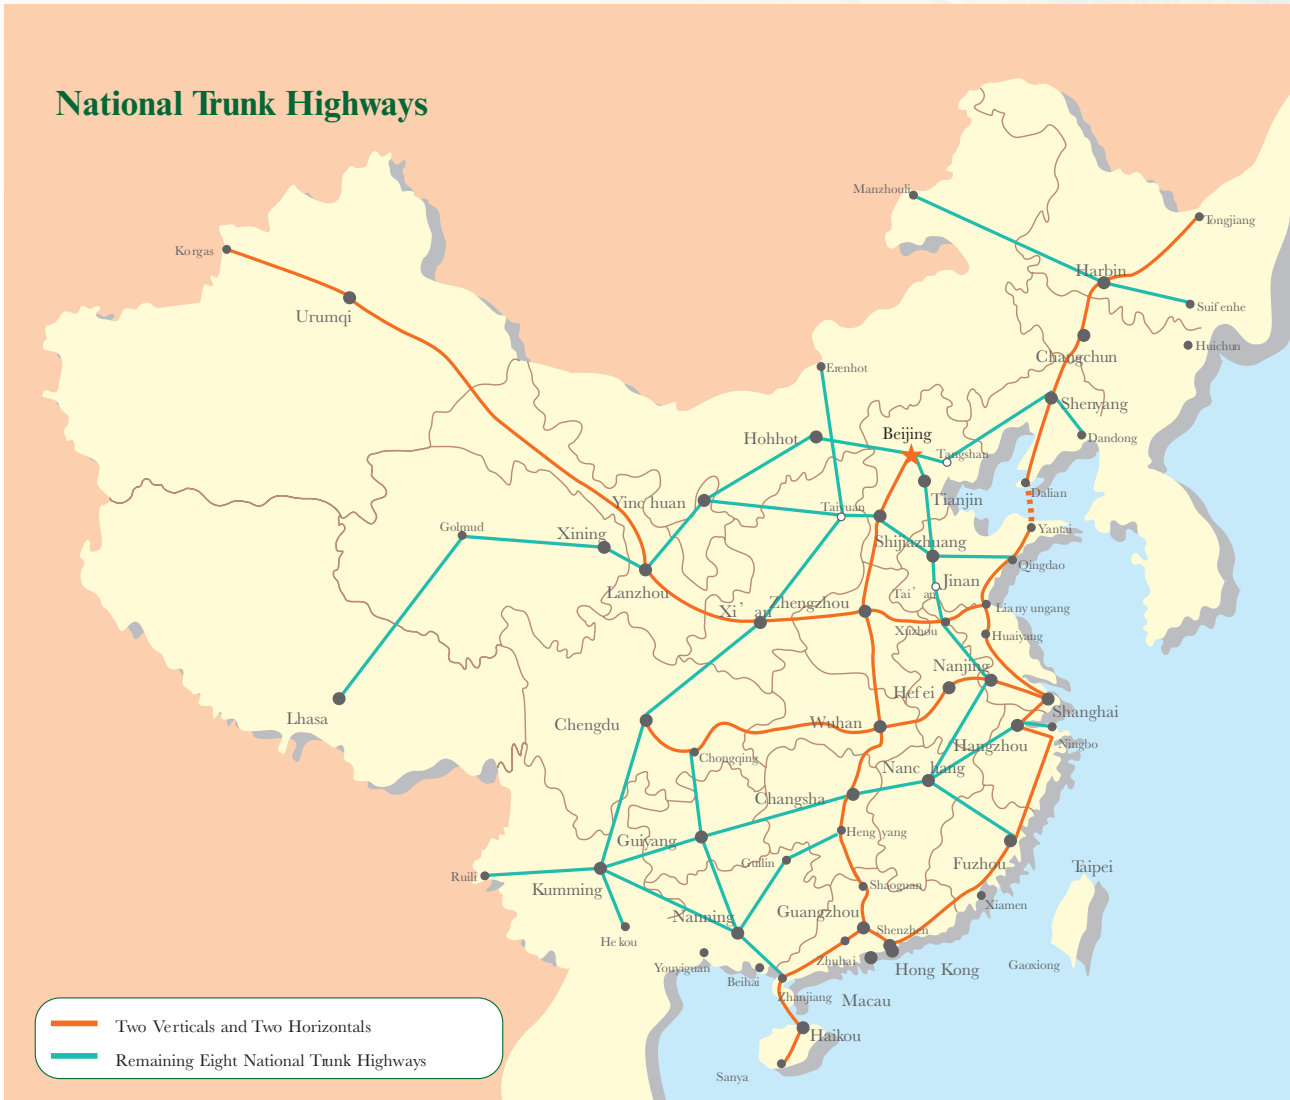 National Trunk Highways
Manzhouli
Tongjiang
Korgas
Harbin
Urumqi
Suifenhe
Huichun
Changchun
Erenhot
Shenyang
Hohhot
Beijing
Dandong
Tangshan
Dalian
Yinchuan
Tianjin
Taiyuan
Golmud
Xining
Yantai
Shijiazhuang
Qingdao
Lanzhou
Jinan
Tai' an
Xi' an
Zhengzhou
Lianyungang
Xuzhou
Huaiyang
Nanjing
Hefei
Lhasa
Chengdu
Wuhan
Shanghai
Hangzhou
Ningbo
Chongqing
Nanchang
Changsha
Hengyang
Guiyang
Guilin
Fuzhou
Taipei
Ruili
Kumming
Shaoguan
Xiamen
Nanning
Guangzhou
Shenzhen
Hekou
Youyiguan
Zhuhai
Hong Kong
Gaoxiong
Beihai
Zhanjiang
Macau
Haikou
Sanya
Two Verticals and Two Horizontals
Remaining Eight National Trunk Highways